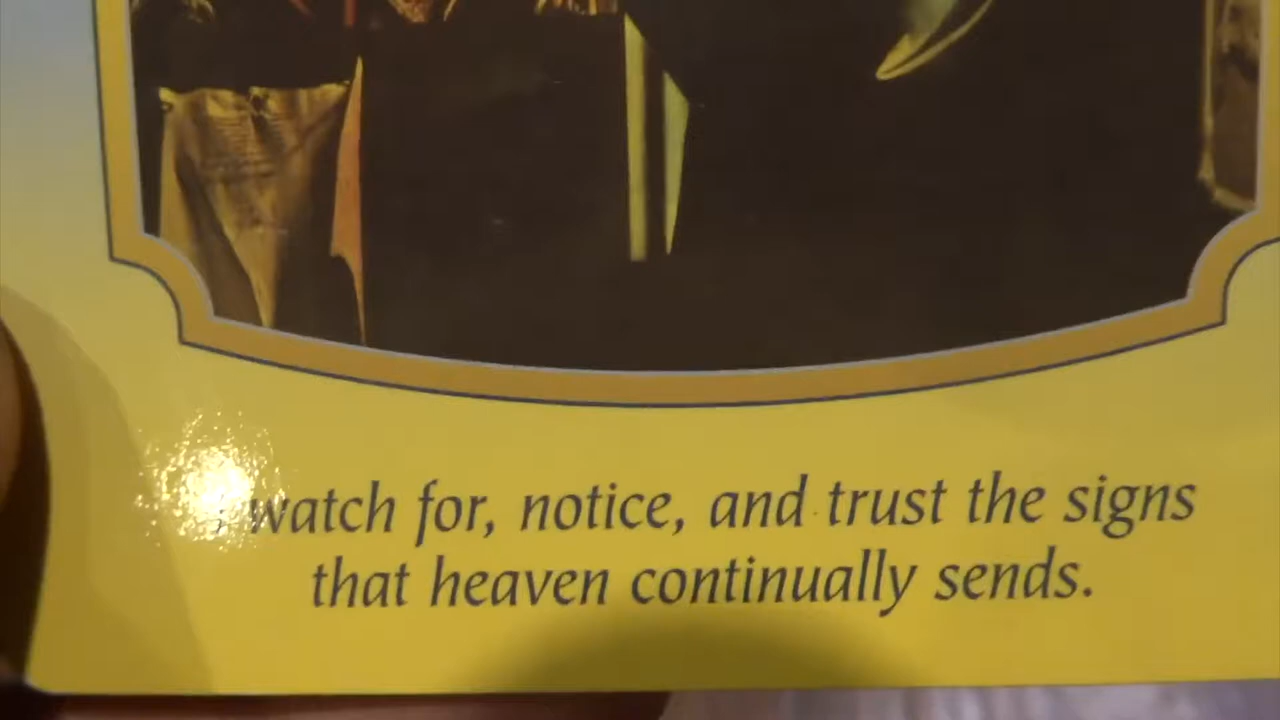 I watch for, notice, and trust the signs
that heaven continually sends.